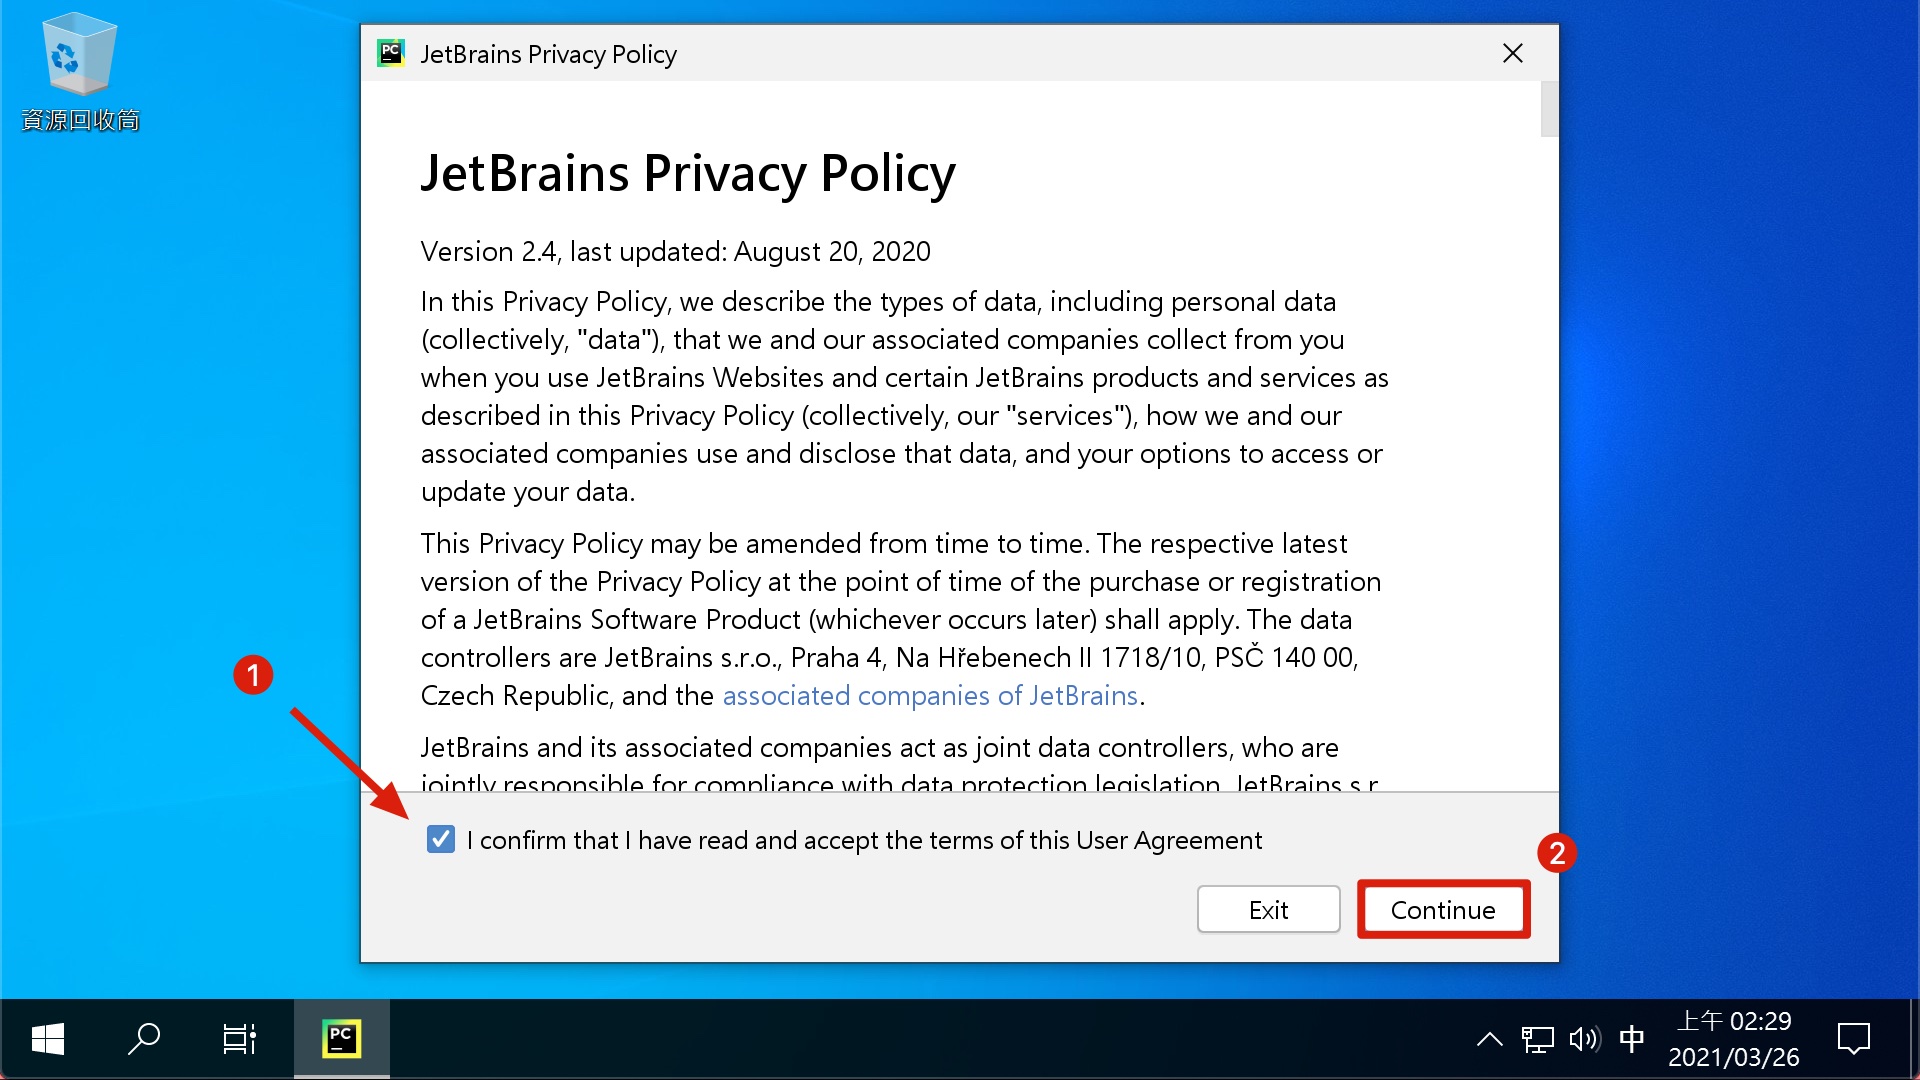 資源回收筒
PC
JetBrains Privacy Policy
JetBrains Privacy Policy
Version 2.4, last updated: August 20, 2020
In this Privacy Policy, we describe the types of data, including personal data
(collectively, "data"), that we and our associated companies collect from you
when you use JetBrains Websites and certain JetBrains products and services as
described in this Privacy Policy (collectively, our "services"), how we and our
associated companies use and disclose that data, and your options to access or
update your data.
This Privacy Policy may be amended from time to time. The respective latest
version of the Privacy Policy at the point of time of the purchase or registration
of a JetBrains Software Product (whichever occurs later) shall apply. The data
controllers are JetBrains s.r.o., Praha 4, Na Hřebenech II 1718/10, PSČ 140 00,
Czech Republic, and the associated companies of JetBrains.
JetBrains and its associated companies act as joint data controllers, who are
jointly responsible for compliance with data protection legislation. JetBrains s.r
1
I confirm that I have read and accept the terms of this User Agreement
2
Exit
Continue
PC
中
上午 02:29
2021/03/26